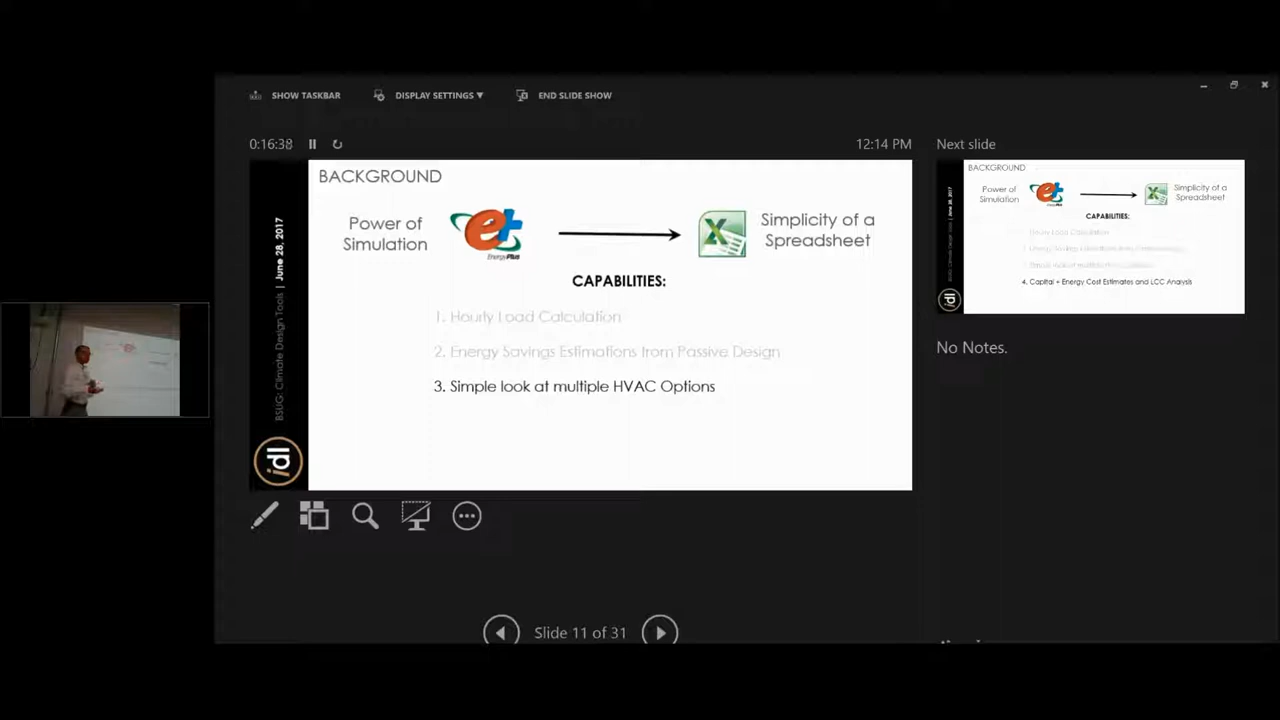 SHOW TASKBAR
DISPLAY SETTINGS ▼
END SLIDE SHOW
0:16:38
12:14 PM
Next slide
BACKGROUND
Power of
Simulation
EnergyPlus
Simplicity of a
Spreadsheet
CAPABILITIES:
1. Hourly Load Calculation
2. Energy Savings Estimations from Passive Design
3. Simple look at multiple HVAC Options
BSUG: Climate Design Tools | June 28, 2017
idl
BACKGROUND
Power of
Simulation
Simplicity of a
Spreadsheet
CAPABILITIES:
4. Capital + Energy Cost Estimates and LCC Analysis
idl
No Notes.
Slide 11 of 31